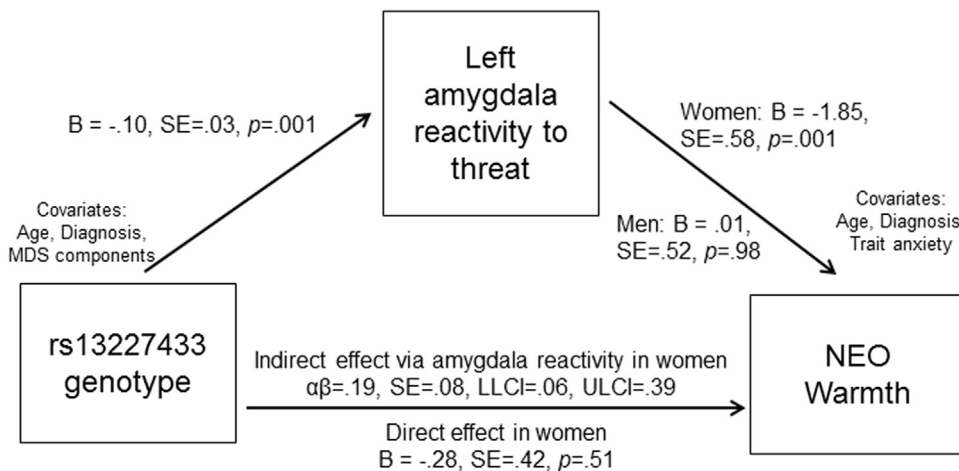 Left
amygdala
reactivity to
threat
B = -.10, SE=.03, p=.001
Women: B = -1.85,
SE=.58, p=.001
Men: B = .01,
SE=.52, p=.98
Covariates:
Age, Diagnosis,
MDS components
Covariates:
Age, Diagnosis,
Trait anxiety
rs13227433
genotype
Indirect effect via amygdala reactivity in women
αβ=.19, SE=.08, LLCI=.06, ULCI=.39
Direct effect in women
B = -.28, SE=.42, p=.51
NEO
Warmth